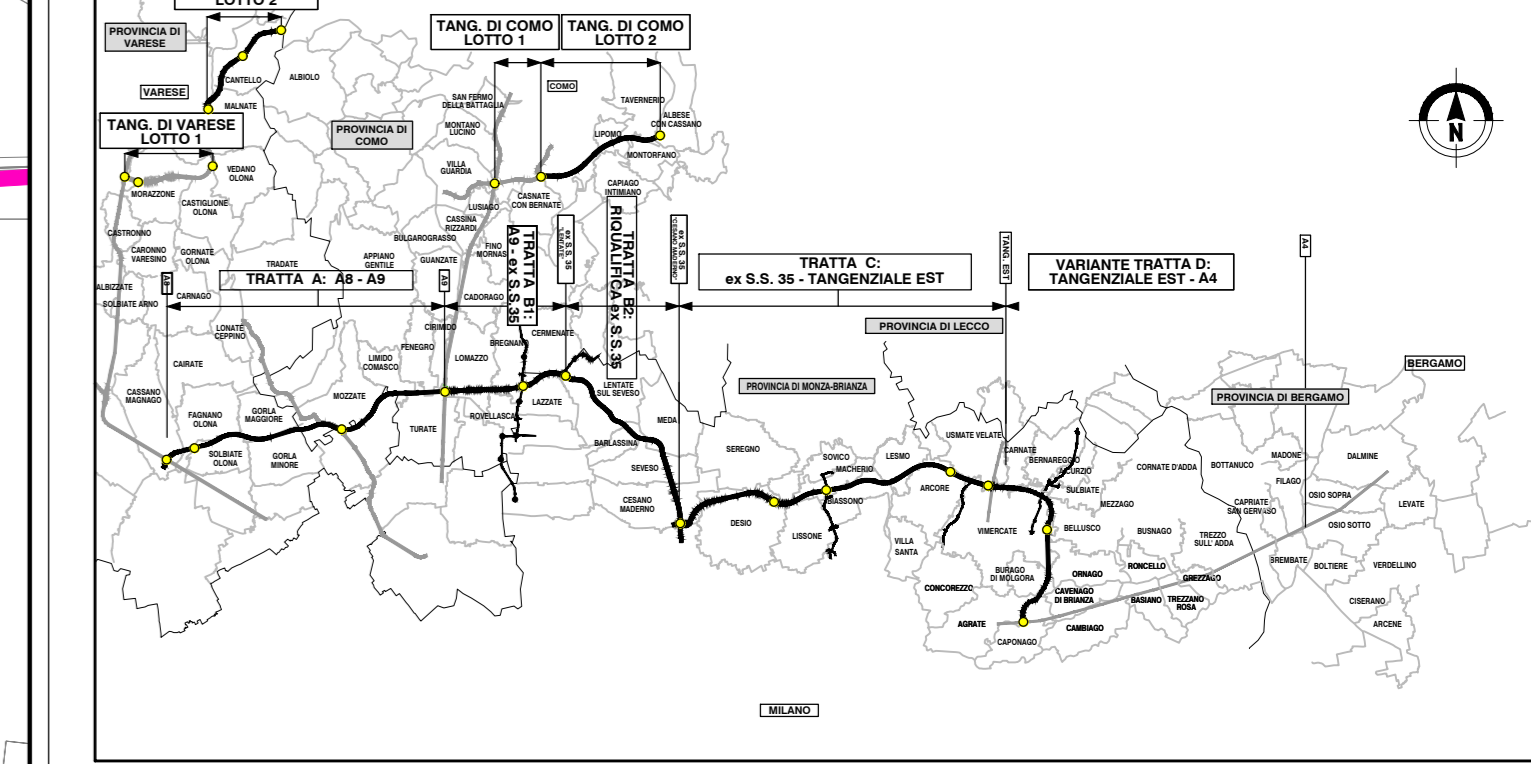 LOTTO 2
PROVINCIA DI
VARESE
TANG. DI COMO
LOTTO 1
TANG. DI COMO
LOTTO 2
CANTELLO
ALBIOLO
VARESE
MALNATE
COMO
SAN FERMO
DELLA BATTAGLIA
TAVERNERIO
ALBESE
CON CASSANO
TANG. DI VARESE
LOTTO 1
PROVINCIA DI
COMO
MONTANO
LUCINO
LIPOMO
MONTORFANO
N
VEDANO
OLONA
VILLA
GUARDIA
MORAZZONE
CASTIGLIONE
OLONA
LUSIAGO
CASNATE
CON BERNATE
CAPIAGO
INTIMIANO
CASTRONNO
CASSINA
RIZZARDI
BULGAROGRASSO
CARONNO
VARESINO
GORNATE
OLONA
TRADATE
APPIANO
GENTILE
GUANZATE
FINO
MORNAS
TRATTA B1:
A9 - ex S.S.35
ex S.S. 35
"LENTATE"
TRATTA B2:
RIQUALIFICA ex S.S.35
ex S.S. 35
"CESANO MADERNO"
TRATTA C:
ex S.S. 35 - TANGENZIALE EST
TANG. EST
VARIANTE TRATTA D:
TANGENZIALE EST - A4
A4
A8
TRATTA A: A8 - A9
A9
ALBIZZATE
SOLBIATE ARNO
CARNAGO
CADORAGO
LONATE
CEPPINO
CIRIMIDO
CERMENATE
BREGNANO
PROVINCIA DI LECCO
CAIRATE
FENEGRO
LIMIDO
COMASCO
LOMAZZO
BERGAMO
CASSANO
MAGNAGO
MOZZATE
LAZZATE
LENTATE
SUL SEVESO
PROVINCIA DI MONZA-BRIANZA
PROVINCIA DI BERGAMO
FAGNANO
OLONA
GORLA
MAGGIORE
ROVELLASCA
TURATE
MEDA
BARLASSINA
SOLBIATE
OLONA
GORLA
MINORE
SEVESO
SEREGNO
SOVICO
MACHERIO
LESMO
USMATE VELATE
CARNATE
BERNAREGGIO
AICURZIO
CORNATE D'ADDA
BOTTANUCO
MADONE
DALMINE
FILAGO
CESANO
MADERNO
DESIO
BIASSONO
LISSONE
ARCORE
SULBIATE
MEZZAGO
OSIO SOPRA
CAPRIATE
SAN GERVASO
LEVATE
OSIO SOTTO
VILLA
SANTA
VIMERCATE
BELLUSCO
BUSNAGO
TREZZO
SULL' ADDA
BREMBATE
BOLTIERE
VERDELLINO
BURAGO
DI MOLGORA
RONCELLO
ORNAGO
GREZZAGO
CONCOREZZO
CAVENAGO
DI BRIANZA
BASIANO
TREZZANO
ROSA
CISERANO
ARCENE
AGRATE
CAMBIAGO
CAPONAGO
MILANO